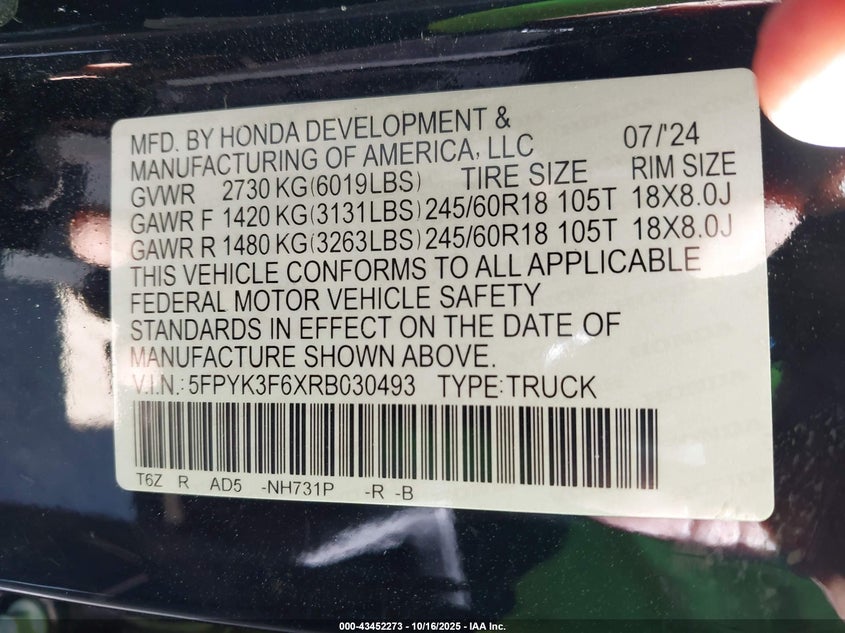 MFD. BY HONDA DEVELOPMENT &
MANUFACTURING OF AMERICA, LLC 07/'24
GVWR 2730 KG(6019LBS) TIRE SIZE RIM SIZE
GAWR F 1420 KG(3131LBS) 245/60R18 105T 18X8.0J
GAWR R 1480 KG(3263LBS) 245/60R18 105T 18X8.0J
THIS VEHICLE CONFORMS TO ALL APPLICABLE
FEDERAL MOTOR VEHICLE SAFETY
STANDARDS IN EFFECT ON THE DATE OF
MANUFACTURE SHOWN ABOVE.
V.I.N.: 5FPYK3F6XRB030493 TYPE: TRUCK
T6Z R AD5 -NH731P -R -B
000-43452273 - 10/16/2025 - IAA Inc.